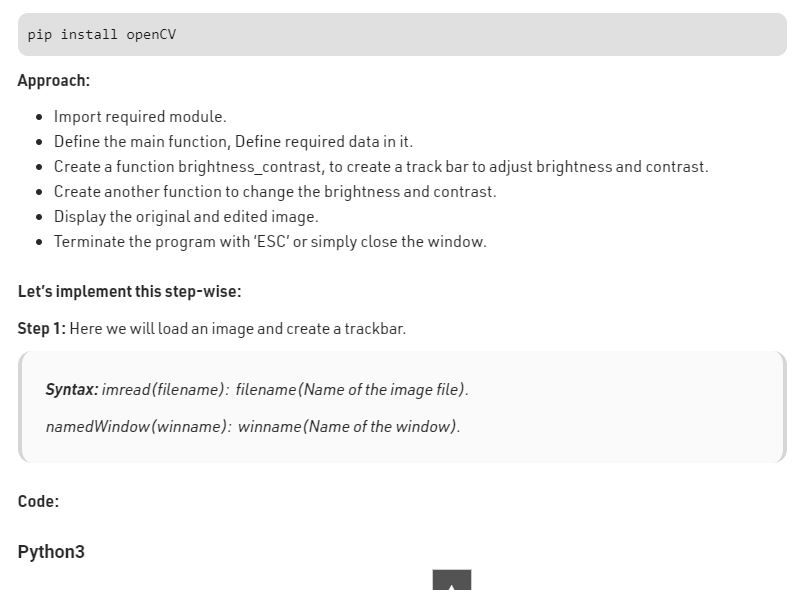 pip install openCV
Approach:
Import required module.
Define the main function, Define required data in it.
Create a function brightness_contrast, to create a track bar to adjust brightness and contrast.
Create another function to change the brightness and contrast.
Display the original and edited image.
Terminate the program with ‘ESC’ or simply close the window.
Let’s implement this step-wise:
Step 1: Here we will load an image and create a trackbar.
Syntax: imread(filename): filename(Name of the image file).
namedWindow(winname): winname(Name of the window).
Code:
Python3